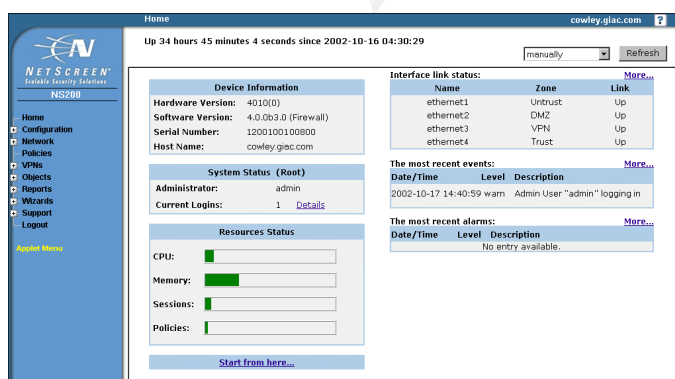 Home
cowley.giac.com ?
NETSCREEN
Scalable Security Solutions
NS200
Home
Configuration
Network
Policies
VPNs
Objects
Reports
Wizards
Support
Logout
Applet Menu
Up 34 hours 45 minutes 4 seconds since 2002-10-16 04:30:29
manually Refresh
Device Information
Hardware Version: 4010(0)
Software Version: 4.0.0b3.0 (Firewall)
Serial Number: 1200100100800
Host Name: cowley.giac.com
System Status (Root)
Administrator: admin
Current Logins: 1 Details
Resources Status
CPU:
Memory:
Sessions:
Policies:
Start from here...
Interface link status: More...
Name Zone Link
ethernet1 Untrust Up
ethernet2 DMZ Up
ethernet3 VPN Up
ethernet4 Trust Up
The most recent events: More...
Date/Time Level Description
2002-10-17 14:40:59 warn Admin User "admin" logging in
The most recent alarms: More...
Date/Time Level Description
No entry available.